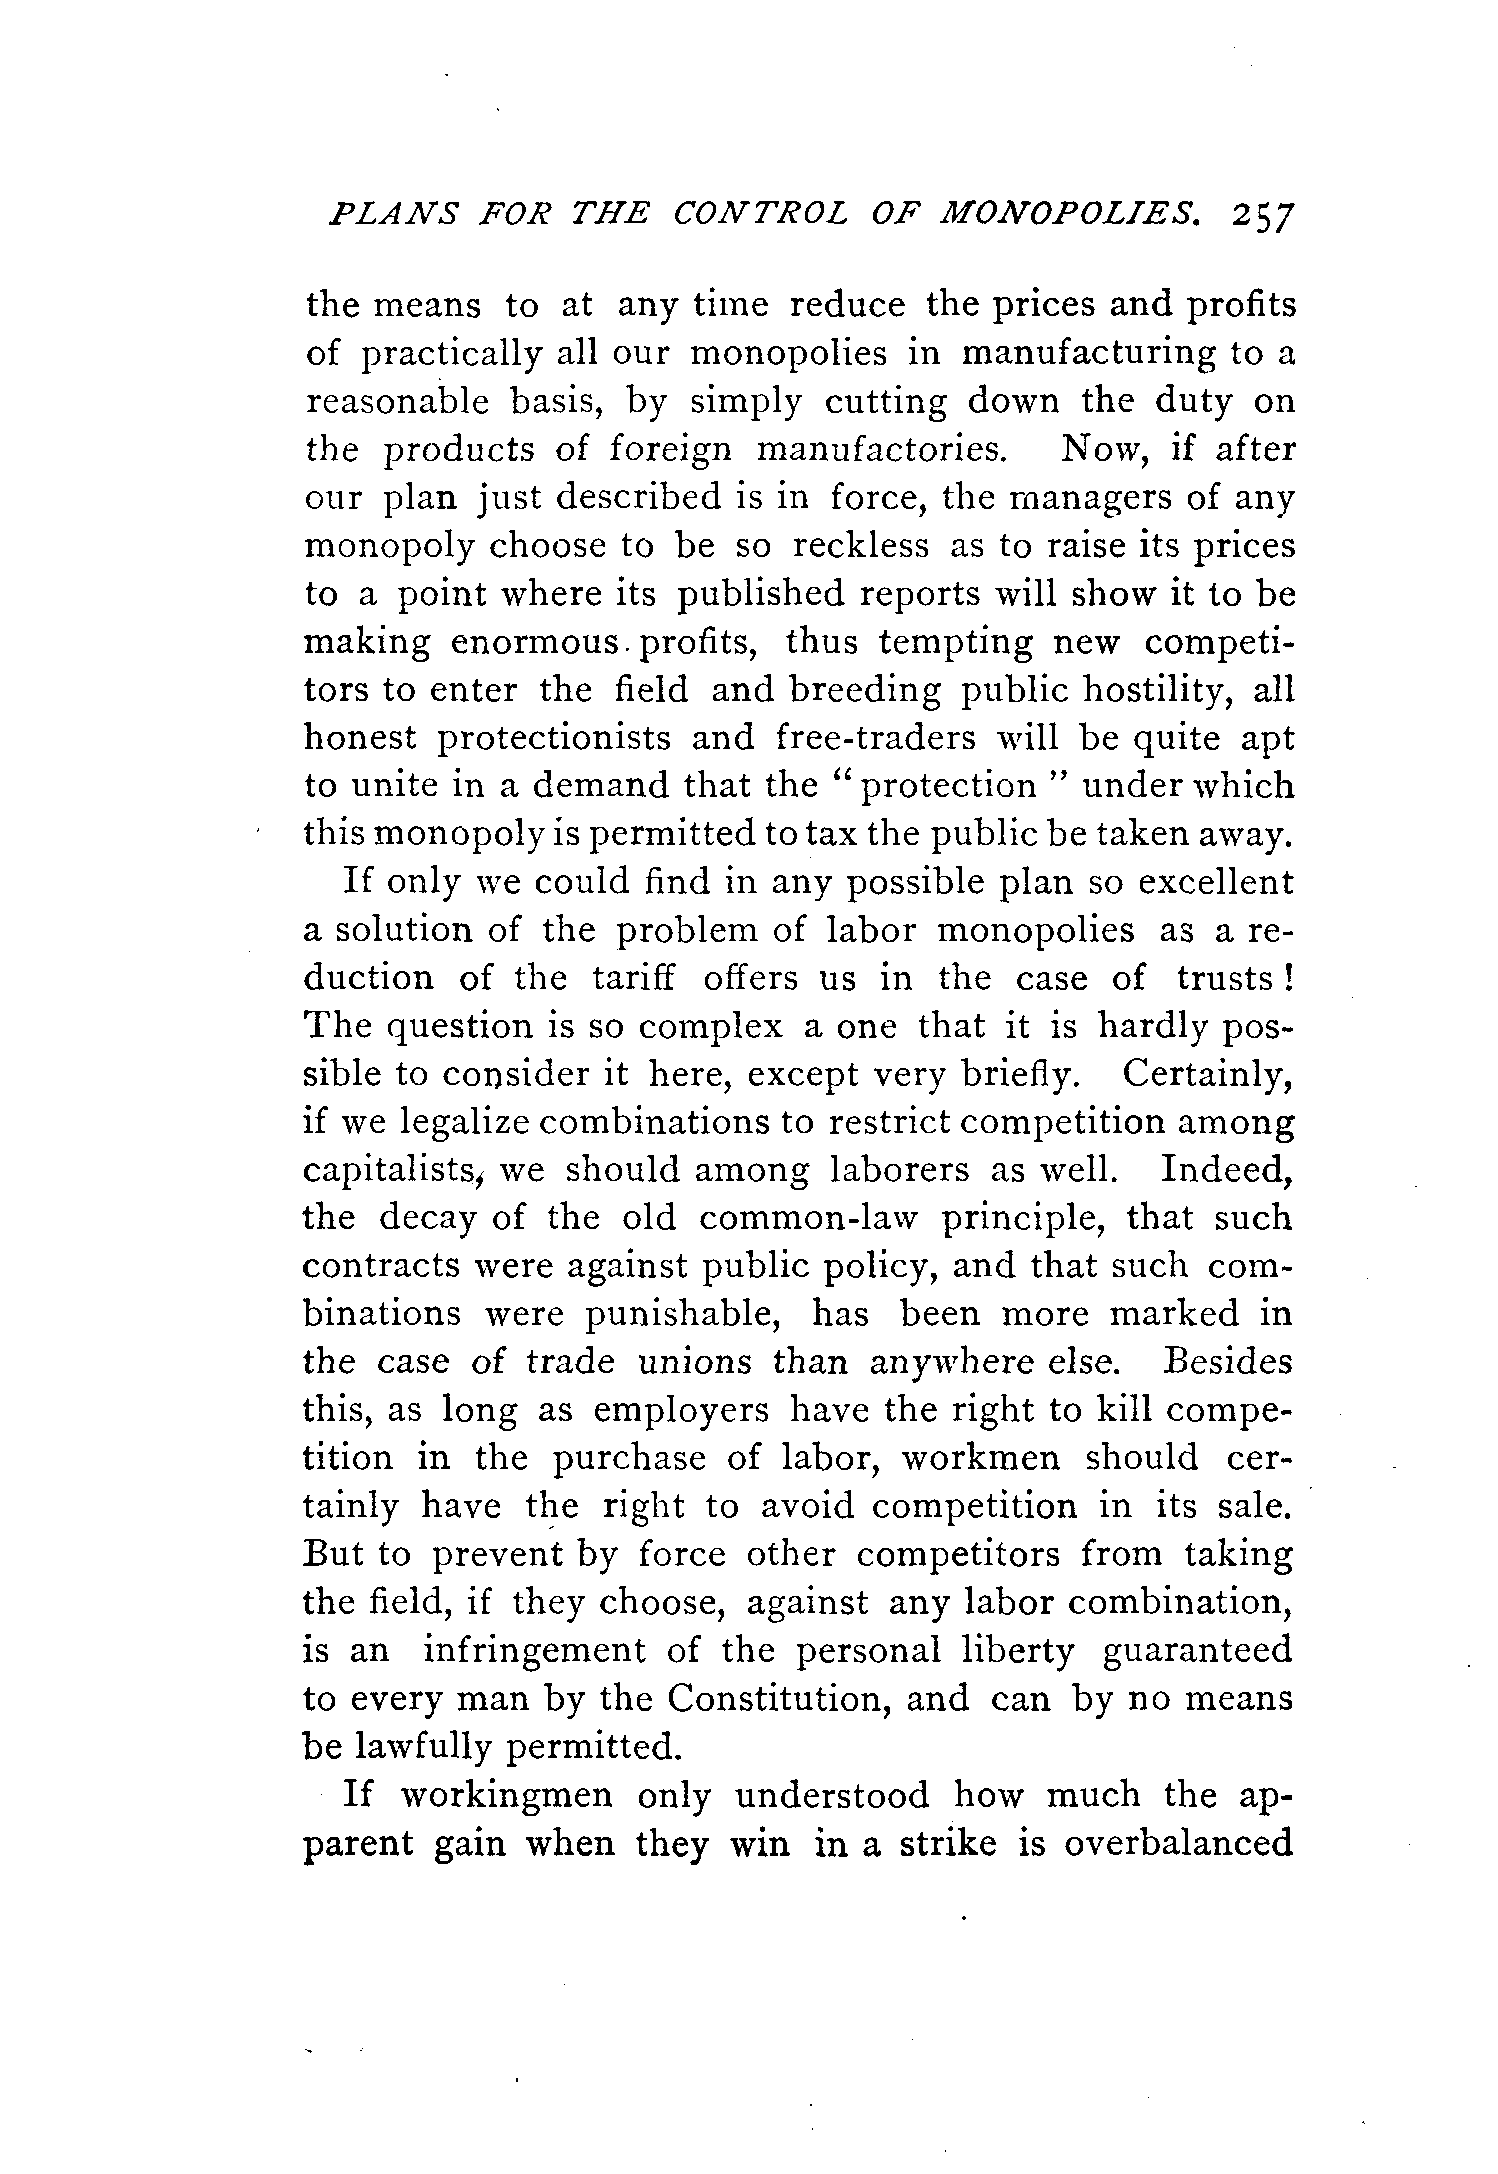 PLANS FOR THE CONTROL OF MONOPOLIES. 257
the means to at any time reduce the prices and profits
of practically all our monopolies in manufacturing to a
reasonable basis, by simply cutting down the duty on
the products of foreign manufactories. Now, if after
our plan just described is in force, the managers of any
monopoly choose to be so reckless as to raise its prices
to a point where its published reports will show it to be
making enormous profits, thus tempting new competi-
tors to enter the field and breeding public hostility, all
honest protectionists and free-traders will be quite apt
to unite in a demand that the “ protection ” under which
this monopoly is permitted to tax the public be taken away.
If only we could find in any possible plan so excellent
a solution of the problem of labor monopolies as a re-
duction of the tariff offers us in the case of trusts !
The question is so complex a one that it is hardly pos-
sible to consider it here, except very briefly. Certainly,
if we legalize combinations to restrict competition among
capitalists, we should among laborers as well. Indeed,
the decay of the old common-law principle, that such
contracts were against public policy, and that such com-
binations were punishable, has been more marked in
the case of trade unions than anywhere else. Besides
this, as long as employers have the right to kill compe-
tition in the purchase of labor, workmen should cer-
tainly have the right to avoid competition in its sale.
But to prevent by force other competitors from taking
the field, if they choose, against any labor combination,
is an infringement of the personal liberty guaranteed
to every man by the Constitution, and can by no means
be lawfully permitted.
If workingmen only understood how much the ap-
parent gain when they win in a strike is overbalanced